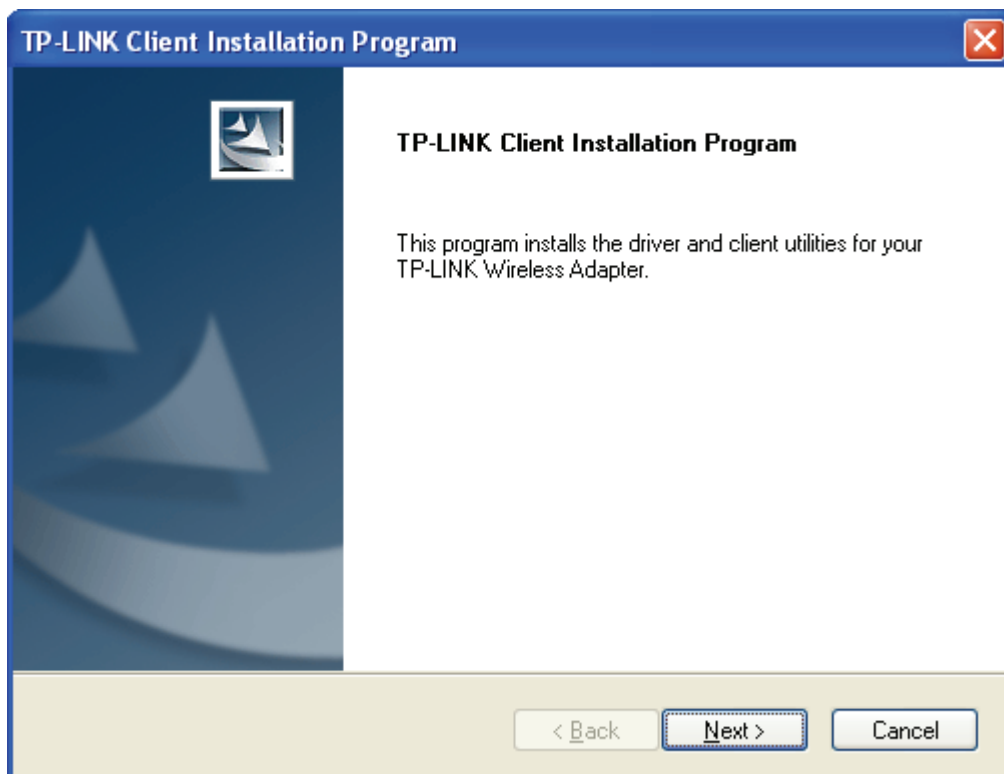 TP-LINK Client Installation Program
TP-LINK Client Installation Program
This program installs the driver and client utilities for your
TP-LINK Wireless Adapter.
< Back
Next >
Cancel